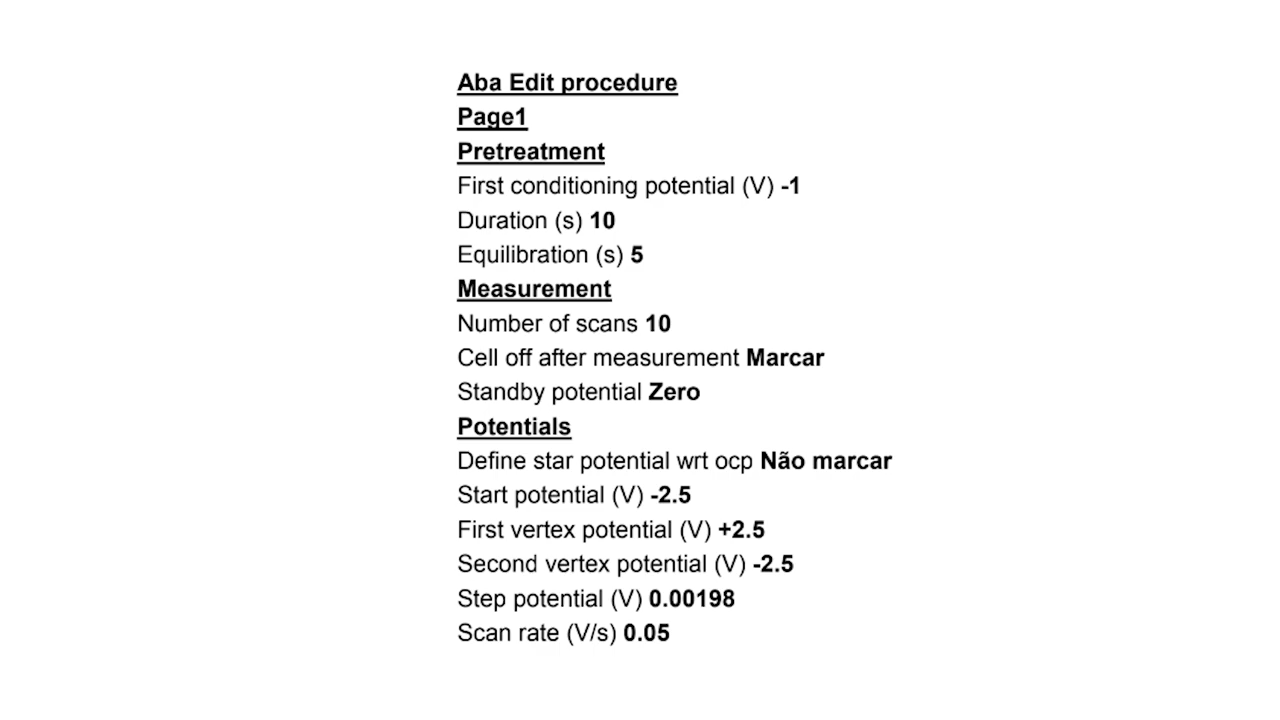 Aba Edit procedure
Page1
Pretreatment
First conditioning potential (V) -1
Duration (s) 10
Equilibration (s) 5
Measurement
Number of scans 10
Cell off after measurement Marcar
Standby potential Zero
Potentials
Define star potential wrt ocp Não marcar
Start potential (V) -2.5
First vertex potential (V) +2.5
Second vertex potential (V) -2.5
Step potential (V) 0.00198
Scan rate (V/s) 0.05